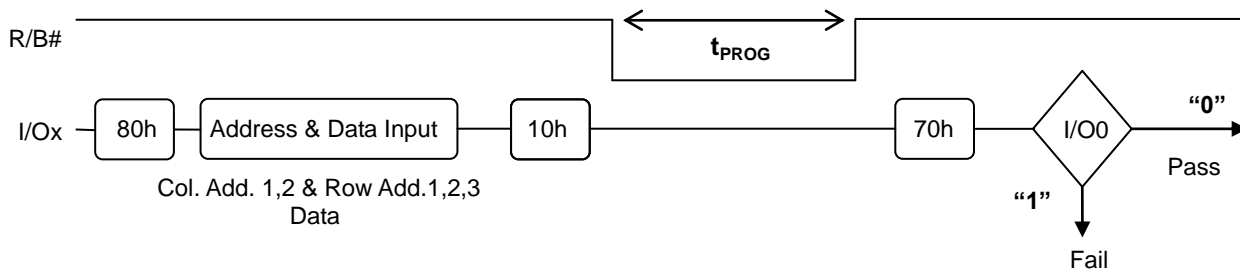 R/B#
tPROG
I/Ox
80h
Address & Data Input
10h
70h
I/O0
“0”
Pass
Col. Add. 1,2 & Row Add.1,2,3
Data
“1”
Fail